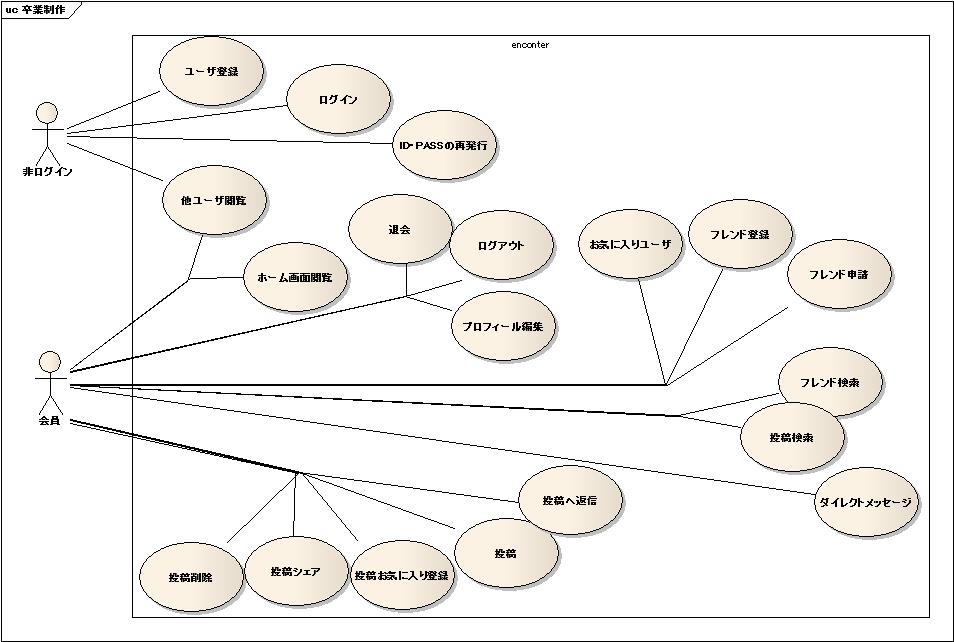 uc 卒業制作
enconter
ユーザ登録
ログイン
ID・PASSの再発行
非ログイン
他ユーザ閲覧
退会
ログアウト
お気に入りユーザ
フレンド登録
フレンド申請
ホーム画面閲覧
プロフィール編集
会員
フレンド検索
投稿検索
ダイレクトメッセージ
投稿へ返信
投稿
投稿削除
投稿シェア
投稿お気に入り登録